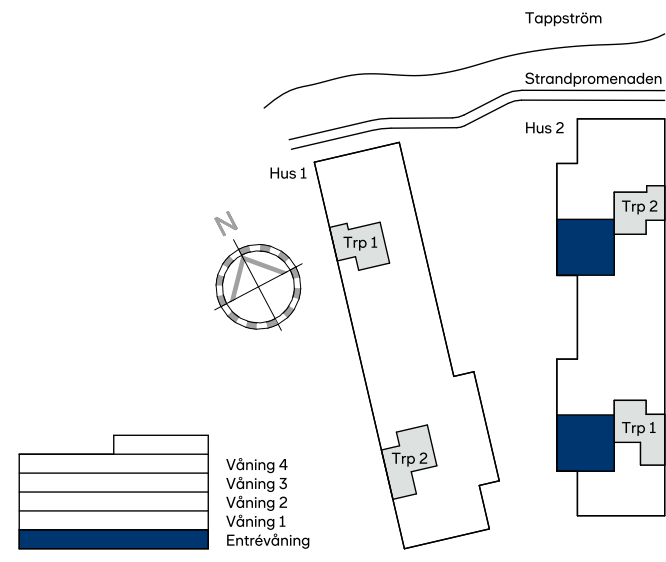 Tappström
Strandpromenaden
Hus 2
Hus 1
Trp 2
N
Trp 1
Trp 1
Trp 2
Våning 4
Våning 3
Våning 2
Våning 1
Entrévåning